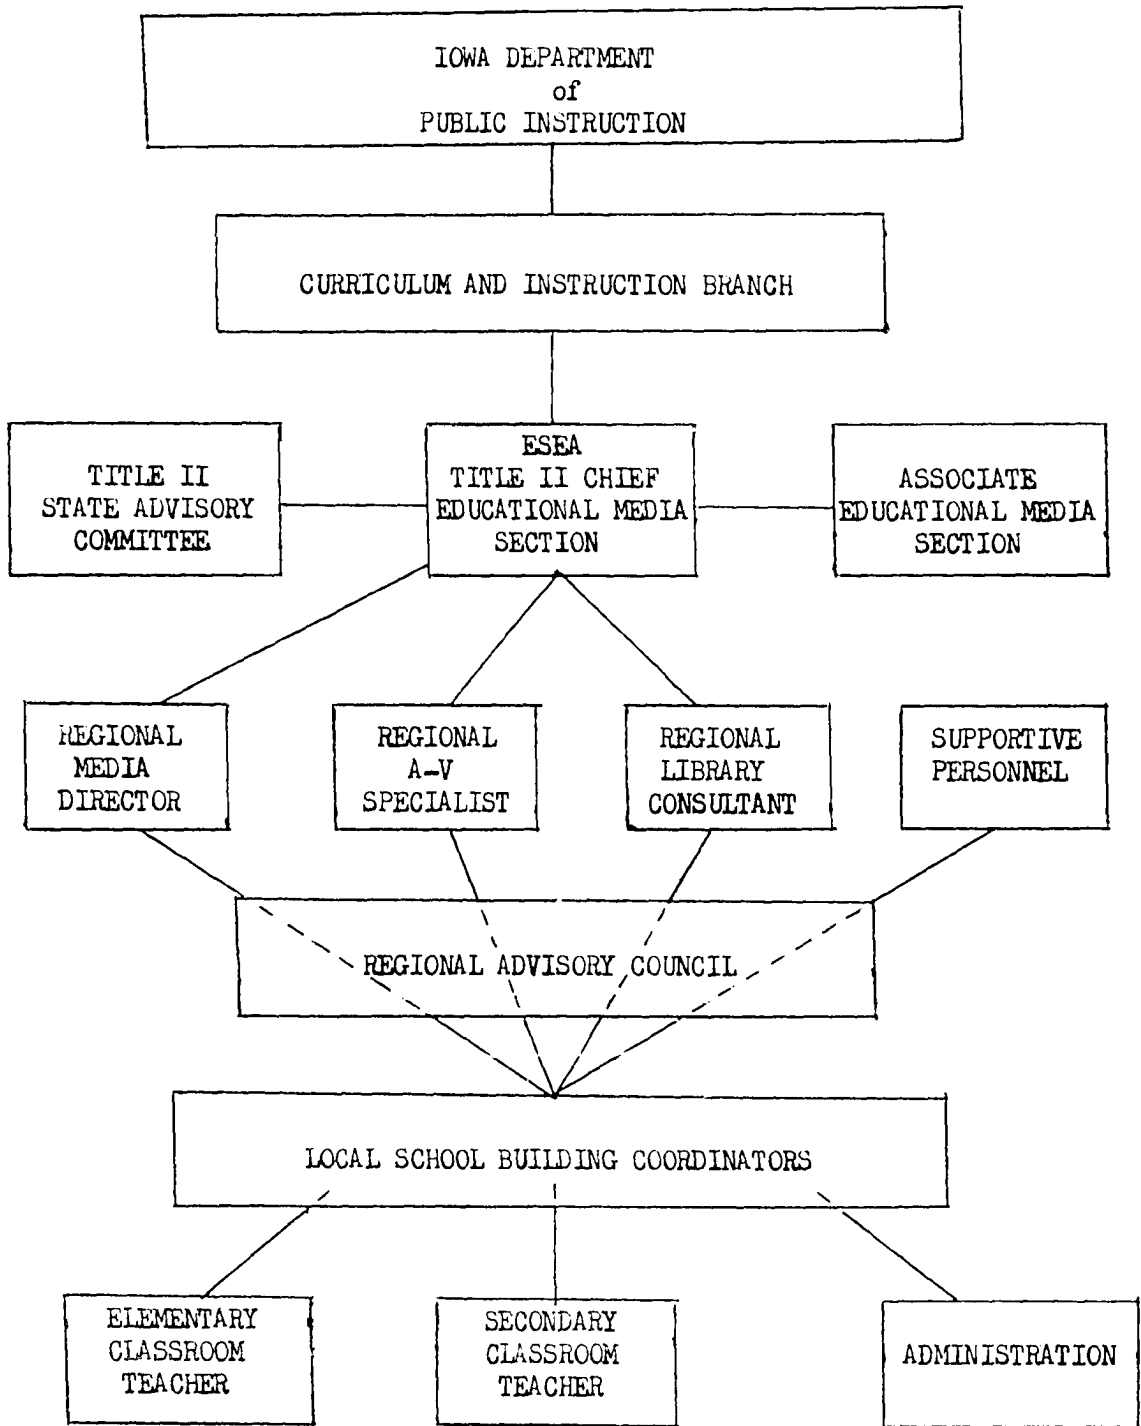 IOWA DEPARTMENT
of
PUBLIC INSTRUCTION
CURRICULUM AND INSTRUCTION BRANCH
TITLE II
STATE ADVISORY
COMMITTEE
ESEA
TITLE II CHIEF
EDUCATIONAL MEDIA
SECTION
ASSOCIATE
EDUCATIONAL MEDIA
SECTION
REGIONAL
MEDIA
DIRECTOR
REGIONAL
A-V
SPECIALIST
REGIONAL
LIBRARY
CONSULTANT
SUPPORTIVE
PERSONNEL
REGIONAL ADVISORY COUNCIL
LOCAL SCHOOL BUILDING COORDINATORS
ELEMENTARY
CLASSROOM
TEACHER
SECONDARY
CLASSROOM
TEACHER
ADMINISTRATION